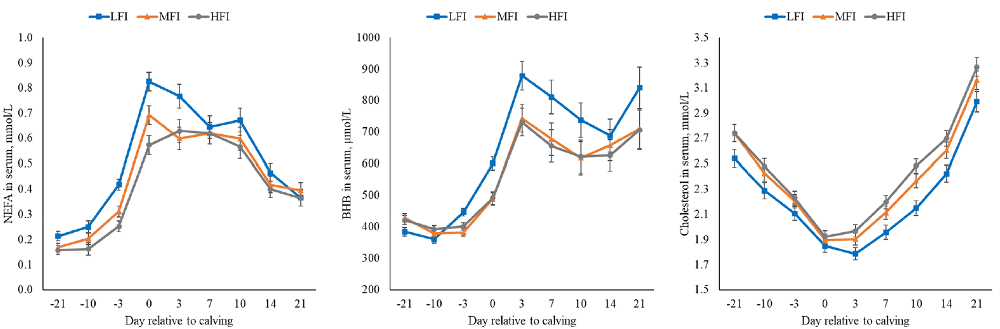 LFI MFI HFI
1.0
0.9
0.8
0.7
0.6
0.5
0.4
0.3
0.2
0.1
0.0
NEFA in serum, mmol/L
-21 -10 -3 0 3 7 10 14 21
Day relative to calving
LFI MFI HFI
1000
900
800
700
600
500
400
300
200
BHB in serum, µmol/L
-21 -10 -3 0 3 7 10 14 21
Day relative to calving
LFI MFI HFI
3.5
3.3
3.1
2.9
2.7
2.5
2.3
2.1
1.9
1.7
1.5
Cholesterol in serum, mmol/L
-21 -10 -3 0 3 7 10 14 21
Day relative to calving